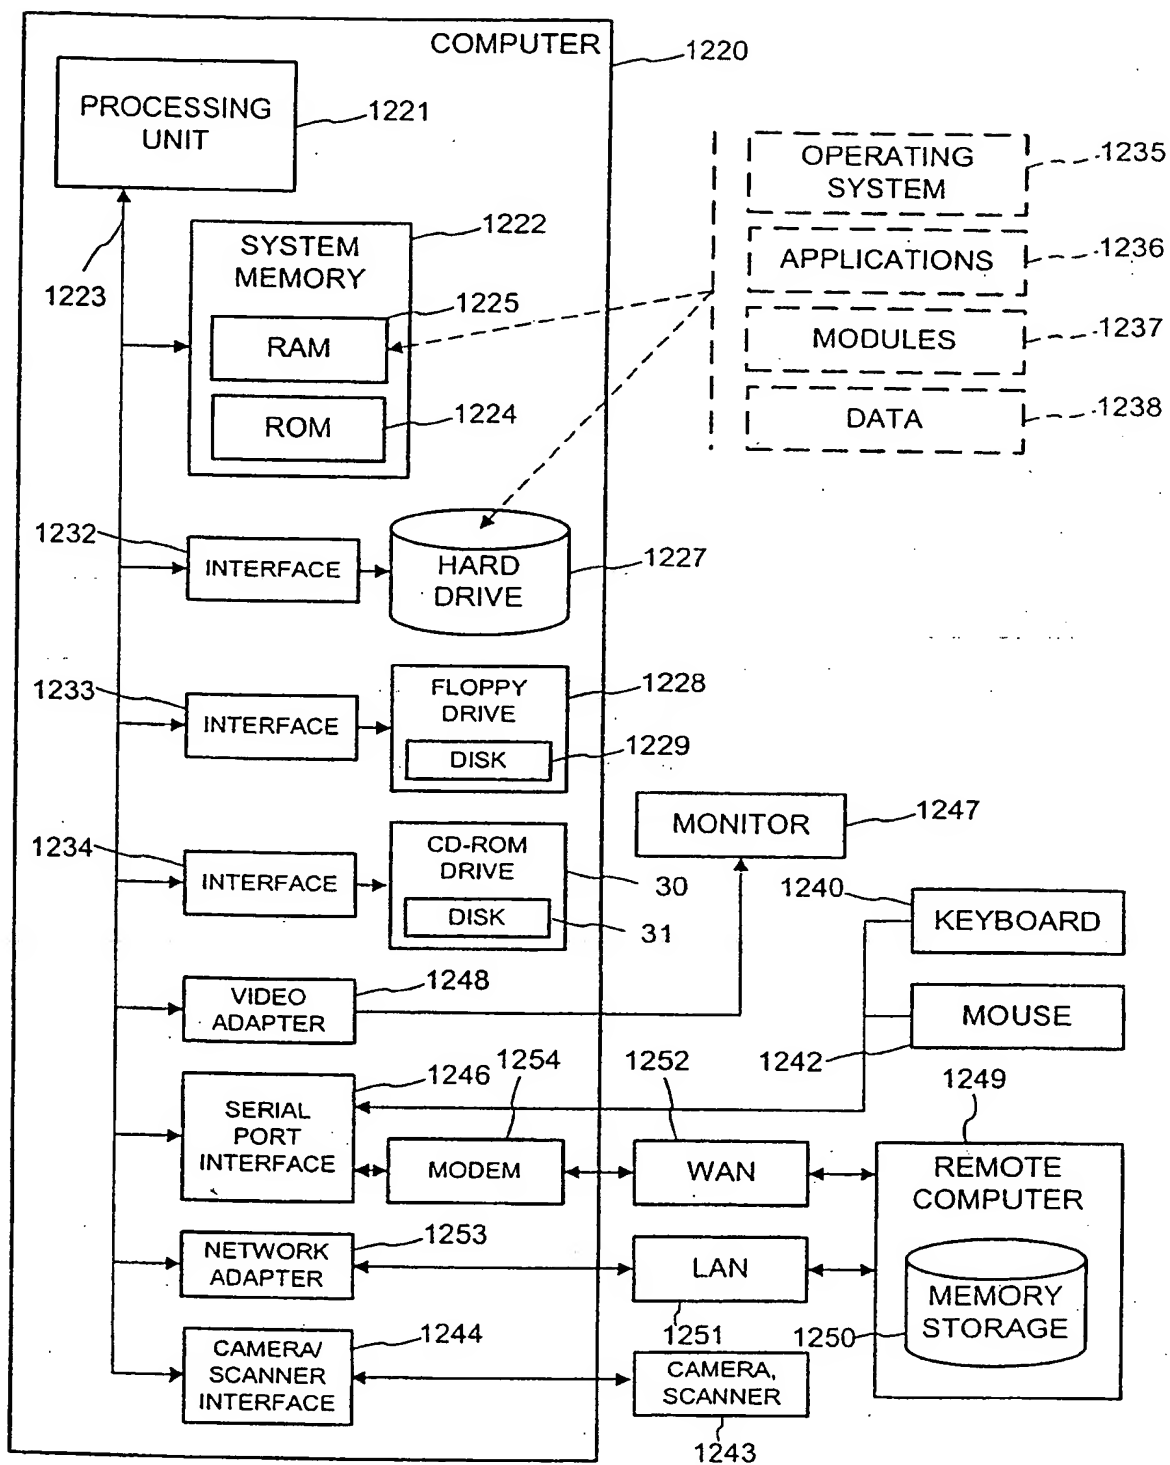 COMPUTER
1220
PROCESSING
UNIT
1221
1223
SYSTEM
MEMORY
1222
1225
RAM
ROM
1224
OPERATING
SYSTEM
1235
APPLICATIONS
1236
MODULES
1237
DATA
1238
1232
INTERFACE
HARD
DRIVE
1227
1233
INTERFACE
FLOPPY
DRIVE
1228
DISK
1229
1234
INTERFACE
CD-ROM
DRIVE
30
DISK
31
MONITOR
1247
1240
KEYBOARD
MOUSE
1242
VIDEO
ADAPTER
1248
1246
SERIAL
PORT
INTERFACE
1254
MODEM
1252
WAN
1249
REMOTE
COMPUTER
MEMORY
STORAGE
1250
NETWORK
ADAPTER
1253
LAN
1251
CAMERA/
SCANNER
INTERFACE
1244
CAMERA,
SCANNER
1243